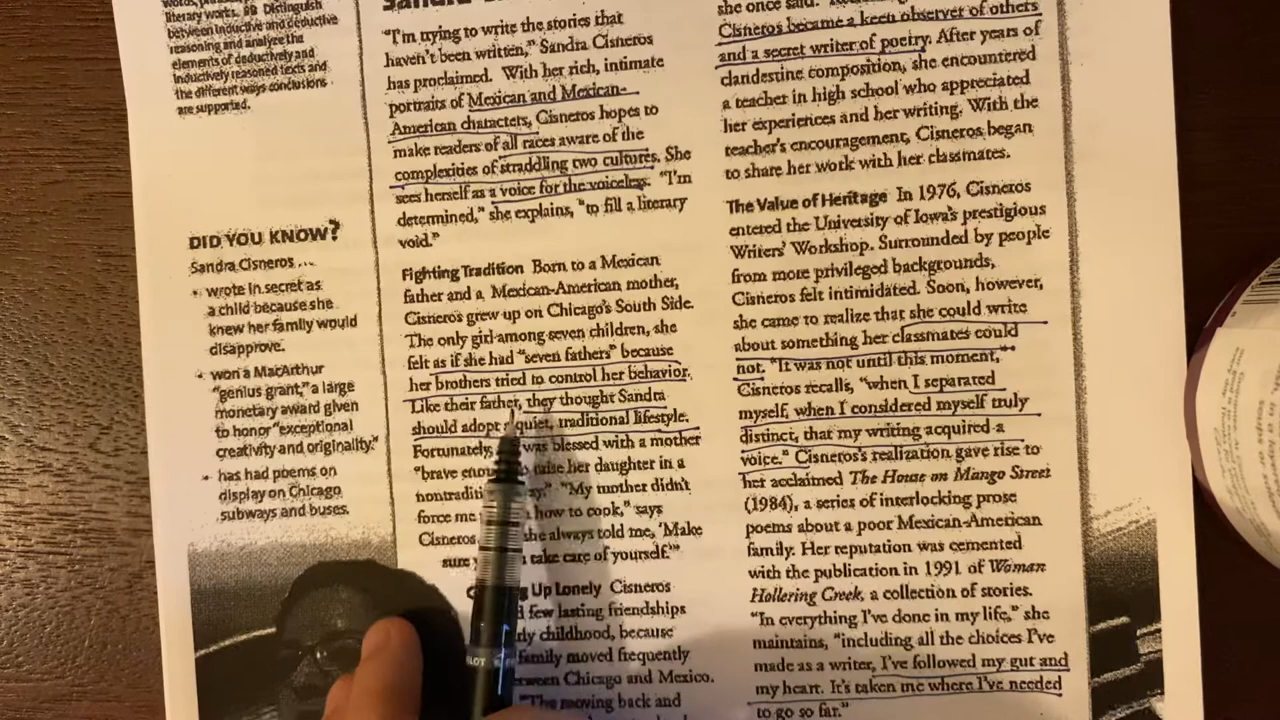 literary works. 9B Distinguish
between inductive and deductive
reasoning and analyze the
elements of deductively and
inductively reasoned texts and
the different ways conclusions
are supported.
DID YOU KNOW?
Sandra Cisneros ...
• wrote in secret as
a child because she
knew her family would
disapprove.
• won a MacArthur
"genius grant," a large
monetary award given
to honor "exceptional
creativity and originality."
• has had poems on
display on Chicago
subways and buses.
"I'm trying to write the stories that
haven't been written," Sandra Cisneros
has proclaimed. With her rich, intimate
portraits of Mexican and Mexican-
American characters, Cisneros hopes to
make readers of all races aware of the
complexities of straddling two cultures. She
sees herself as a voice for the voiceless. "I'm
determined," she explains, "to fill a literary
void."
Fighting Tradition Born to a Mexican
father and a Mexican-American mother,
Cisneros grew up on Chicago's South Side.
The only girl among seven children, she
felt as if she had "seven fathers" because
her brothers tried to control her behavior.
Like their father, they thought Sandra
should adopt a quiet, traditional lifestyle.
Fortunately, was blessed with a mother
"brave raise her daughter in a
"My mother didn't
force me how to cook," says
Cisneros. she always told me, 'Make
sure take care of yourself.'"
Up Lonely Cisneros
few lasting friendships
childhood, because
family moved frequently
Chicago and Mexico.
"The moving back and
she once said.
Cisneros became a keen observer of others
and a secret writer of poetry. After years of
clandestine composition, she encountered
a teacher in high school who appreciated
her experiences and her writing. With the
teacher's encouragement, Cisneros began
to share her work with her classmates.
The Value of Heritage In 1976, Cisneros
entered the University of Iowa's prestigious
Writers' Workshop. Surrounded by people
from more privileged backgrounds,
Cisneros felt intimidated. Soon, however,
she came to realize that she could write
about something her classmates could
not. "It was not until this moment,"
Cisneros recalls, "when I separated
myself, when I considered myself truly
distinct, that my writing acquired a
voice." Cisneros's realization gave rise to
her acclaimed The House on Mango Street
(1984), a series of interlocking prose
poems about a poor Mexican-American
family. Her reputation was cemented
with the publication in 1991 of Woman
Hollering Creek, a collection of stories.
"In everything I've done in my life," she
maintains, "including all the choices I've
made as a writer, I've followed my gut and
my heart. It's taken me where I've needed
to go so far."